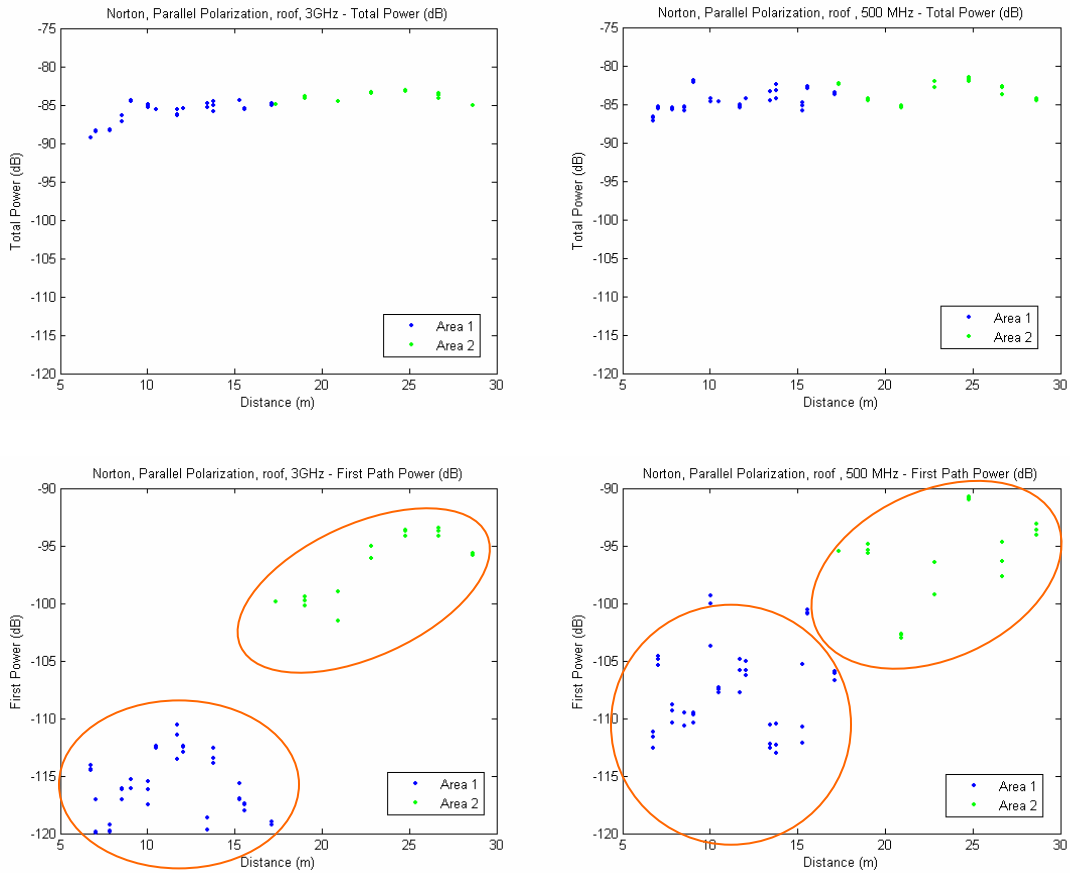 Norton, Parallel Polarization, roof, 3GHz - Total Power (dB)
-75
-80
-85
-90
-95
-100
-105
-110
-115
-120
Total Power (dB)
Area 1
Area 2
5 10 15 20 25 30
Distance (m)
Norton, Parallel Polarization, roof , 500 MHz - Total Power (dB)
-75
-80
-85
-90
-95
-100
-105
-110
-115
-120
Total Power (dB)
Area 1
Area 2
5 10 15 20 25 30
Distance (m)
Norton, Parallel Polarization, roof, 3GHz - First Path Power (dB)
-90
-95
-100
-105
-110
-115
-120
First Power (dB)
Area 1
Area 2
5 10 15 20 25 30
Distance (m)
Norton, Parallel Polarization, roof , 500 MHz - First Path Power (dB)
-90
-95
-100
-105
-110
-115
-120
First Power (dB)
Area 1
Area 2
5 10 15 20 25 30
Distance (m)